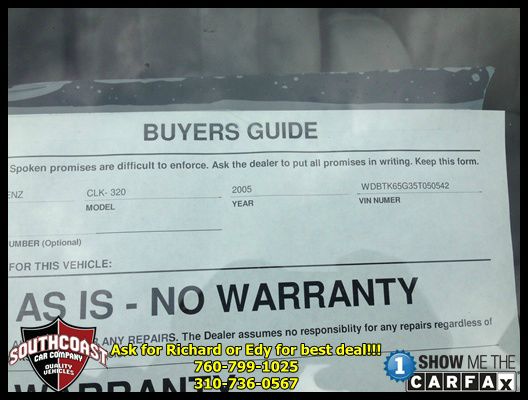 BUYERS GUIDE
Spoken promises are difficult to enforce. Ask the dealer to put all promises in writing. Keep this form.
ENZ CLK- 320 2005 WDBTK65G35T050542
MODEL YEAR VIN NUMER
UMBER (Optional)
FOR THIS VEHICLE:
AS IS - NO WARRANTY
ANY REPAIRS. The Dealer assumes no responsiblity for any repairs regardless of
WARRANTY
SOUTHCOAST
CAR COMPANY
QUALITY
VEHICLES
Ask for Richard or Edy for best deal!!!
760-799-1025
310-736-0567
1 SHOW ME THE
CARFAX